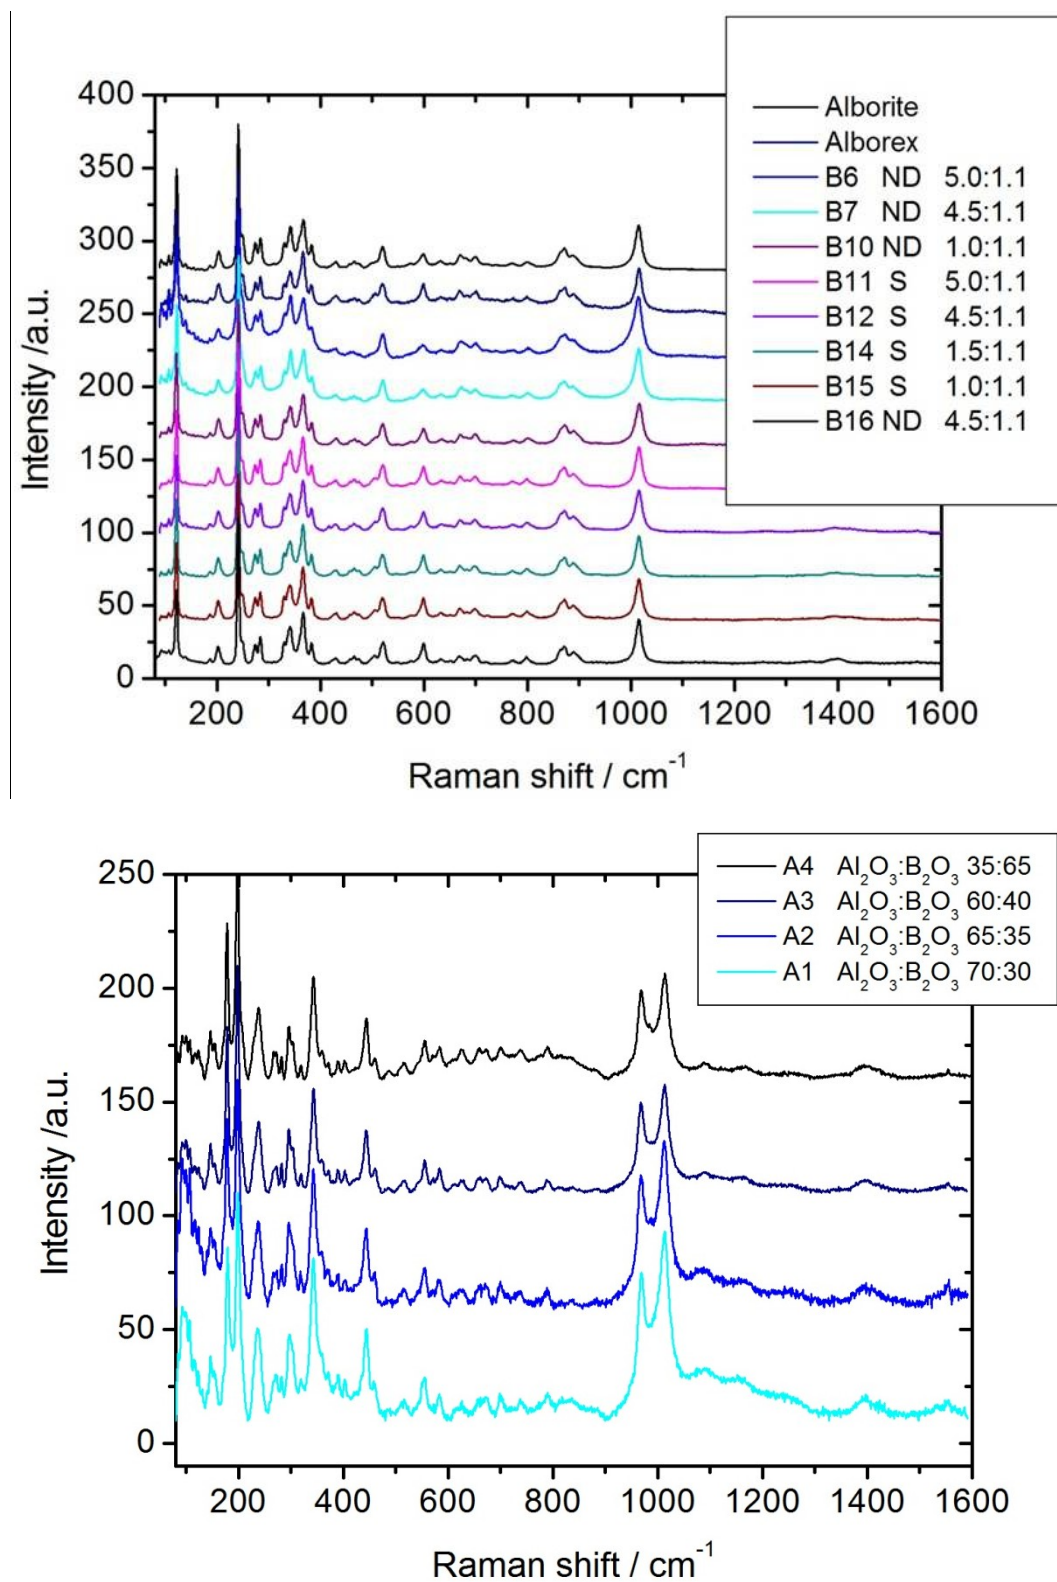 400
350
300
250
200
150
100
50
0
Intensity /a.u.
200 400 600 800 1000 1200 1400 1600
Raman shift / cm⁻¹
Alborite
Alborex
B6 ND 5.0:1.1
B7 ND 4.5:1.1
B10 ND 1.0:1.1
B11 S 5.0:1.1
B12 S 4.5:1.1
B14 S 1.5:1.1
B15 S 1.0:1.1
B16 ND 4.5:1.1
250
200
150
100
50
0
Intensity /a.u.
200 400 600 800 1000 1200 1400 1600
Raman shift / cm⁻¹
A4 Al₂O₃:B₂O₃ 35:65
A3 Al₂O₃:B₂O₃ 60:40
A2 Al₂O₃:B₂O₃ 65:35
A1 Al₂O₃:B₂O₃ 70:30